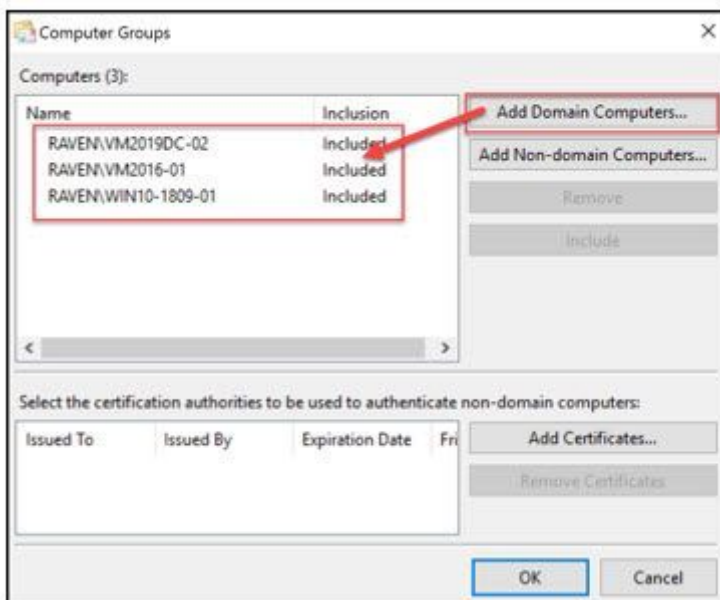 Computer Groups
Computers (3):
Name Inclusion
RAVEN\VM2019DC-02 Included
RAVEN\VM2016-01 Included
RAVEN\WIN10-1809-01 Included
Add Domain Computers...
Add Non-domain Computers...
Remove
Include
Select the certification authorities to be used to authenticate non-domain computers:
Issued To Issued By Expiration Date Fri
Add Certificates...
Remove Certificates
OK Cancel